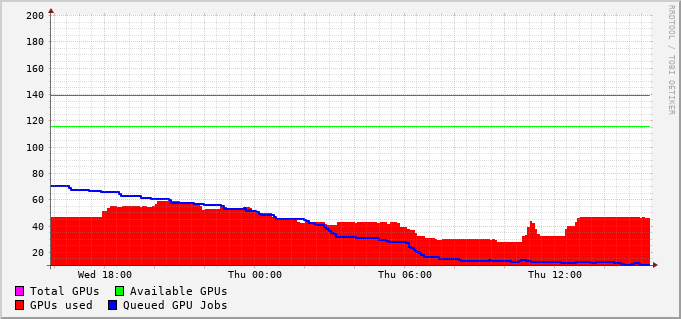 200
180
160
140
120
100
80
60
40
20
Wed 18:00 Thu 00:00 Thu 06:00 Thu 12:00
Total GPUs Available GPUs
GPUs used Queued GPU Jobs
RRDTOOL / TOBI OETIKER